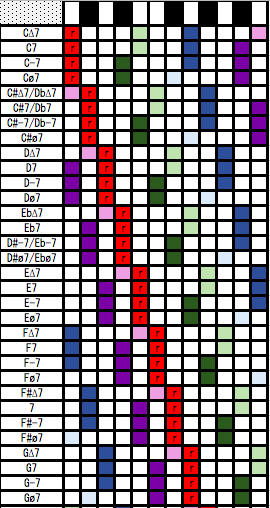 CΔ7 r
C7 r
C-7 r
Cø7 r
C#Δ7/DbΔ7 r
C#7/Db7 r
C#-7/Db-7 r
C#ø7 r
DΔ7 r
D7 r
D-7 r
Dø7 r
EbΔ7 r
Eb7 r
D#-7/Eb-7 r
D#ø7/Ebø7 r
EΔ7 r
E7 r
E-7 r
Eø7 r
FΔ7 r
F7 r
F-7 r
Fø7 r
F#Δ7 r
7 r
F#-7 r
F#ø7 r
GΔ7 r
G7 r
G-7 r
Gø7 r